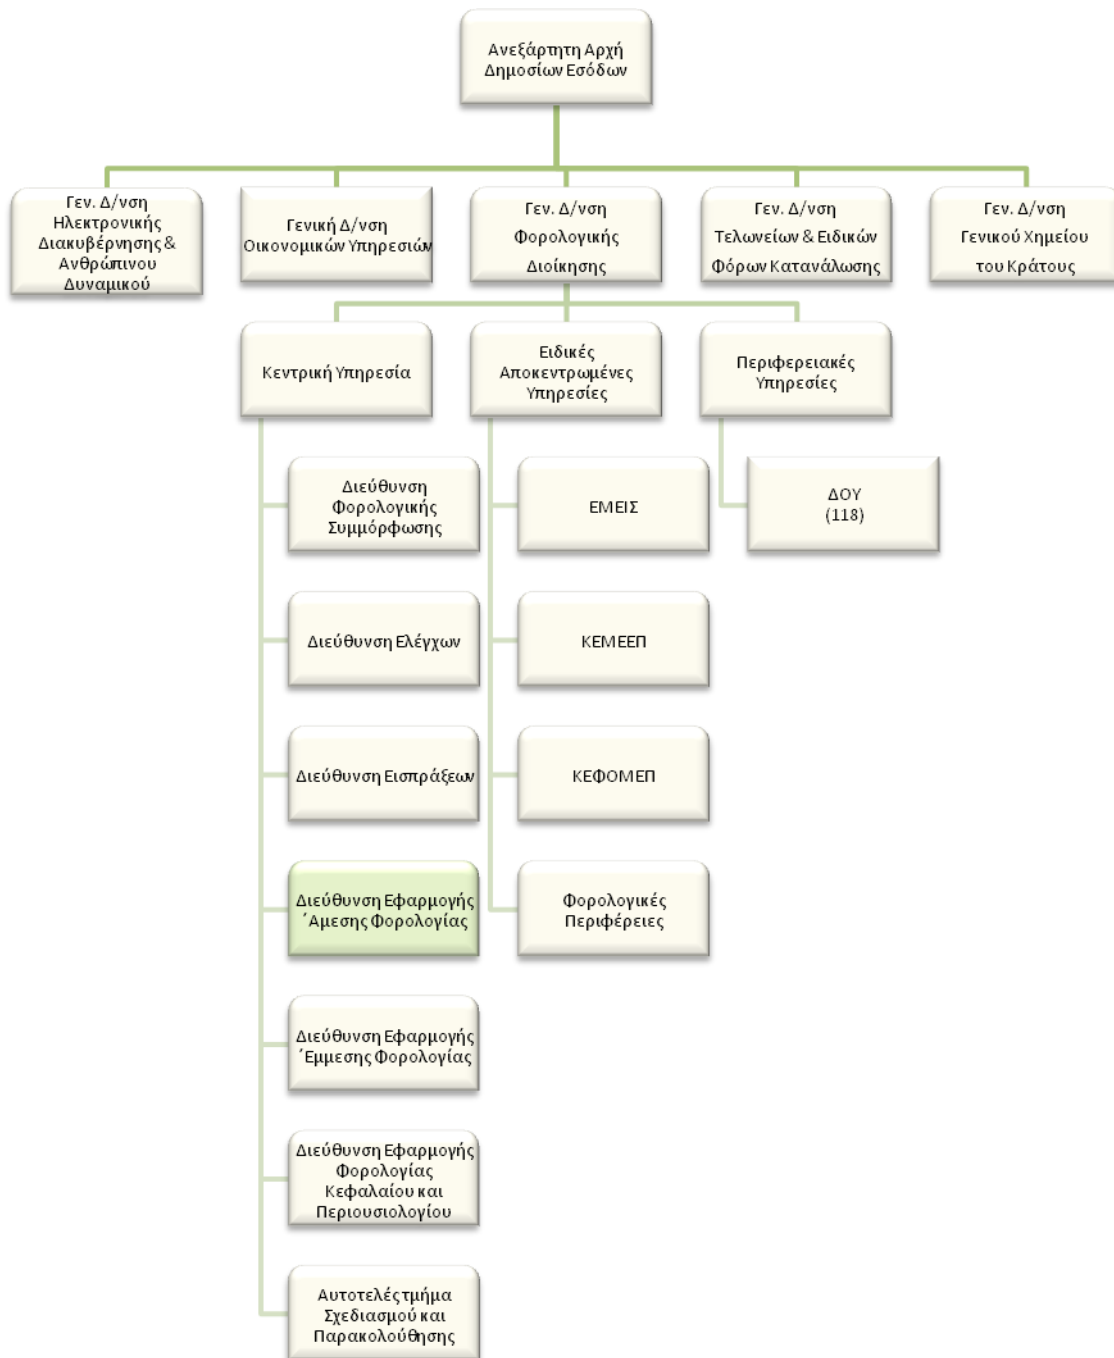 Ανεξάρτητη Αρχή
Δημοσίων Εσόδων
Γεν. Δ/νση
Ηλεκτρονικής
Διακυβέρνησης &
Ανθρώπινου
Δυναμικού
Γενική Δ/νση
Οικονομικών Υπηρεσιών
Γεν. Δ/νση
Φορολογικής
Διοίκησης
Γεν. Δ/νση
Τελωνείων & Ειδικών
Φόρων Κατανάλωσης
Γεν. Δ/νση
Γενικού Χημείου
του Κράτους
Κεντρική Υπηρεσία
Ειδικές
Αποκεντρωμένες
Υπηρεσίες
Περιφερειακές
Υπηρεσίες
Διεύθυνση
Φορολογικής
Συμμόρφωσης
ΕΜΕΙΣ
ΔΟΥ
(118)
Διεύθυνση Ελέγχων
ΚΕΜΕΕΠ
Διεύθυνση Εισπράξεων
ΚΕΦΟΜΕΠ
Διεύθυνση Εφαρμογής
΄Αμεσης Φορολογίας
Φορολογικές
Περιφέρειες
Διεύθυνση Εφαρμογής
΄Εμμεσης Φορολογίας
Διεύθυνση Εφαρμογής
Φορολογίας
Κεφαλαίου και
Περιουσιολογίου
Αυτοτελές τμήμα
Σχεδιασμού και
Παρακολούθησης